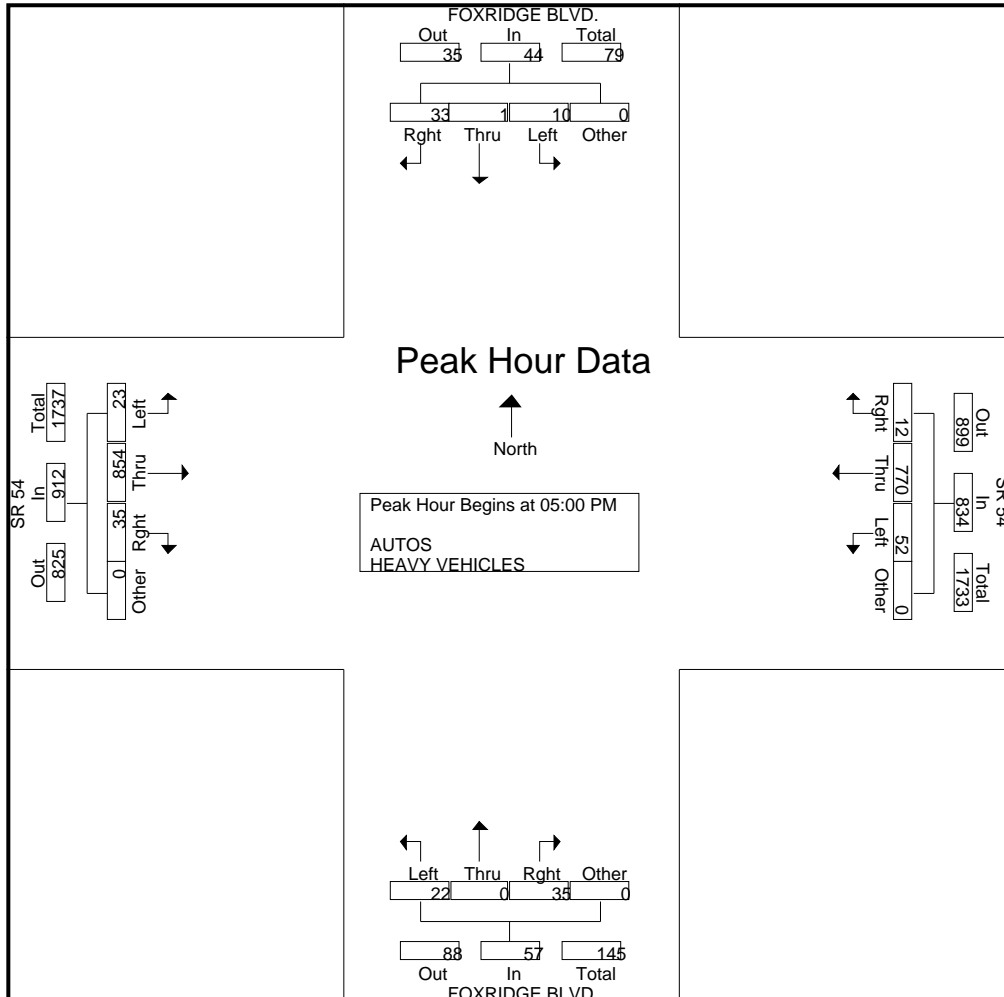 FOXRIDGE BLVD.
Out In Total
35 44 79
33 1 10 0
Rght Thru Left Other
Peak Hour Data
North
Peak Hour Begins at 05:00 PM
AUTOS
HEAVY VEHICLES
SR 54
Out In Total
825 912 1737
0 35 854 23
Other Rght Thru Left
Rght Thru Left Other
12 770 52 0
Out In Total
899 834 1733
SR 54
Left Thru Rght Other
22 0 35 0
88 57 145
Out In Total
FOXRIDGE BLVD.